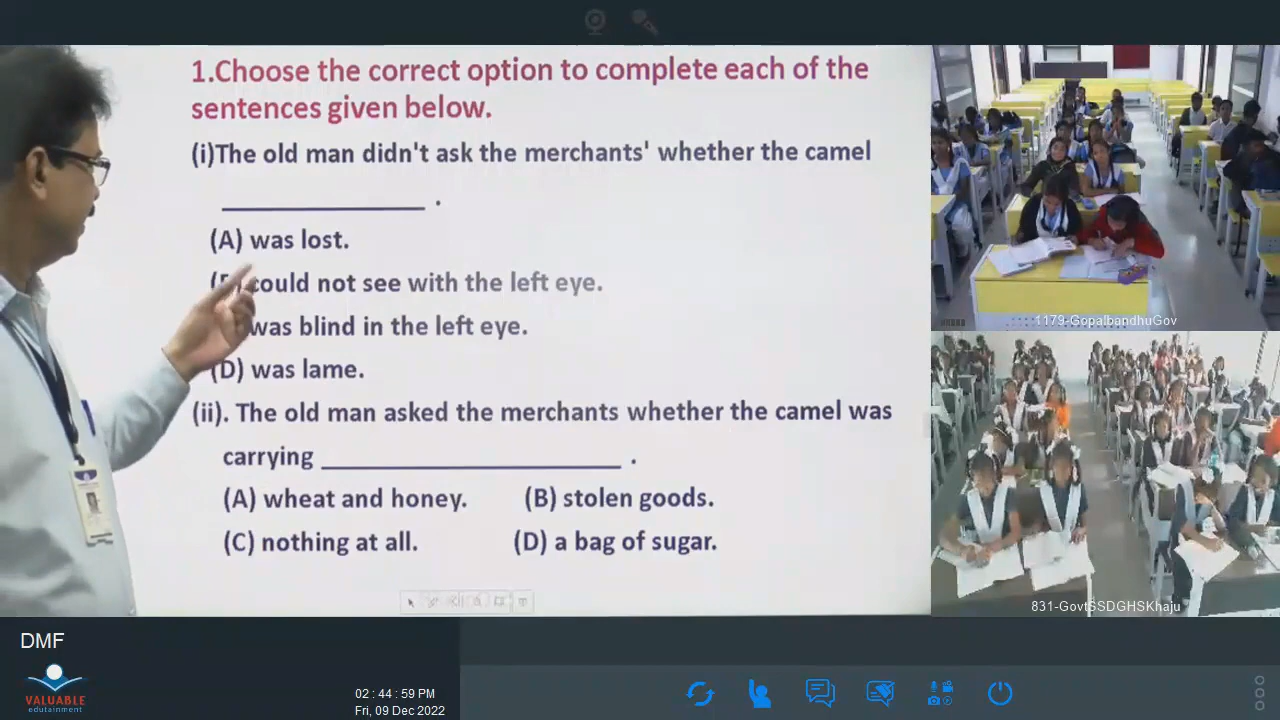 1.Choose the correct option to complete each of the
sentences given below.
(i)The old man didn't ask the merchants' whether the camel
____________________ .
(A) was lost.
could not see with the left eye.
was blind in the left eye.
(D) was lame.
(ii). The old man asked the merchants whether the camel was
carrying ______________________________ .
(A) wheat and honey. (B) stolen goods.
(C) nothing at all. (D) a bag of sugar.
1179-GopalbandhuGov
831-GovtSSDGHSKhaju
DMF
VALUABLE
edutainment
02 : 44 : 59 PM
Fri, 09 Dec 2022